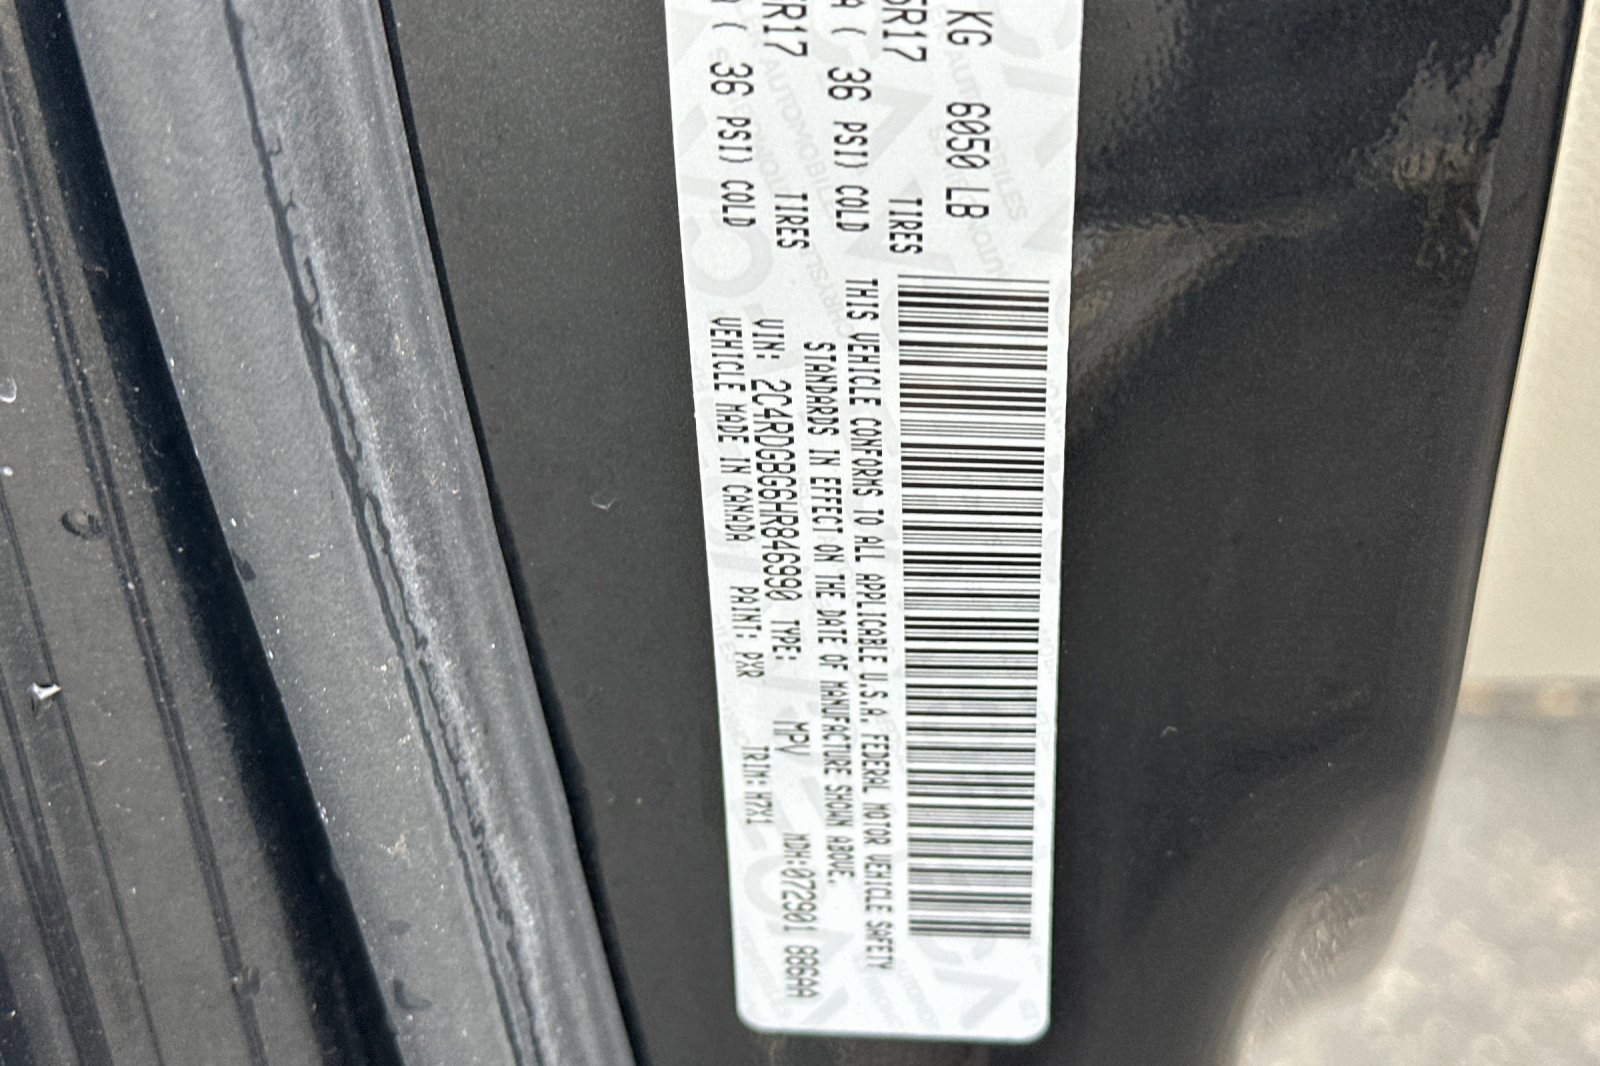 KG 6050 LB
5R17 TIRES
A ( 36 PSI) COLD
5R17 TIRES
A ( 36 PSI) COLD
THIS VEHICLE CONFORMS TO ALL APPLICABLE U.S.A. FEDERAL MOTOR VEHICLE SAFETY
STANDARDS IN EFFECT ON THE DATE OF MANUFACTURE SHOWN ABOVE.
VIN: 2C4RDGBG6HR846990 TYPE: MPV MDH:072901 886AA
VEHICLE MADE IN CANADA PAINT: PXR TRIM:H7X1